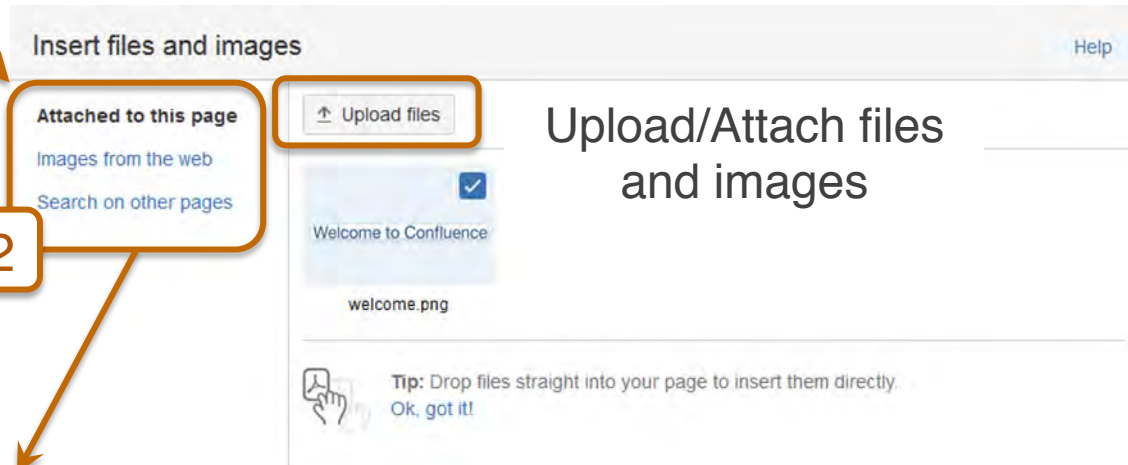 Insert files and images
Help
Attached to this page
Images from the web
Search on other pages
2
Upload files
Upload/Attach files
and images
Welcome to Confluence
welcome.png
Tip: Drop files straight into your page to insert them directly.
Ok, got it!